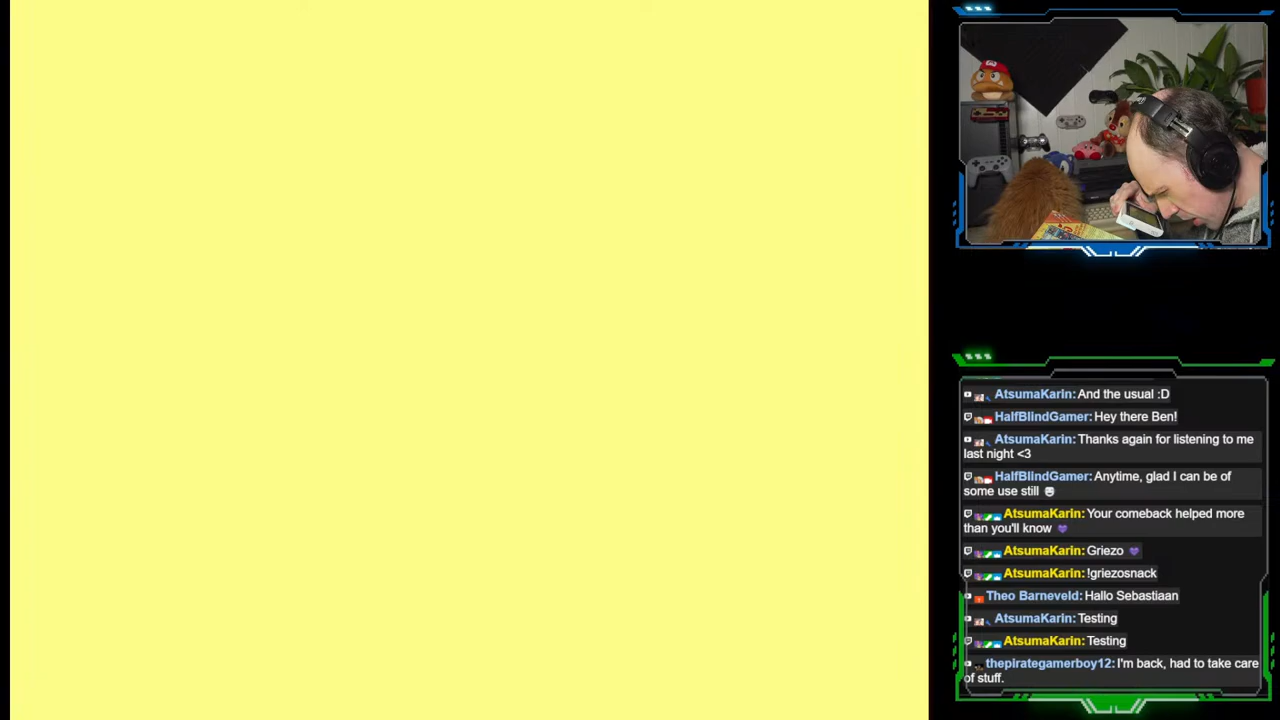 AtsumaKarin: And the usual :D
HalfBlindGamer: Hey there Ben!
AtsumaKarin: Thanks again for listening to me
last night <3
HalfBlindGamer: Anytime, glad I can be of
some use still
AtsumaKarin: Your comeback helped more
than you'll know
AtsumaKarin: Griezo
AtsumaKarin: !griezosnack
Theo Barneveld: Hallo Sebastiaan
AtsumaKarin: Testing
AtsumaKarin: Testing
thepirategamerboy12: I'm back, had to take care
of stuff.